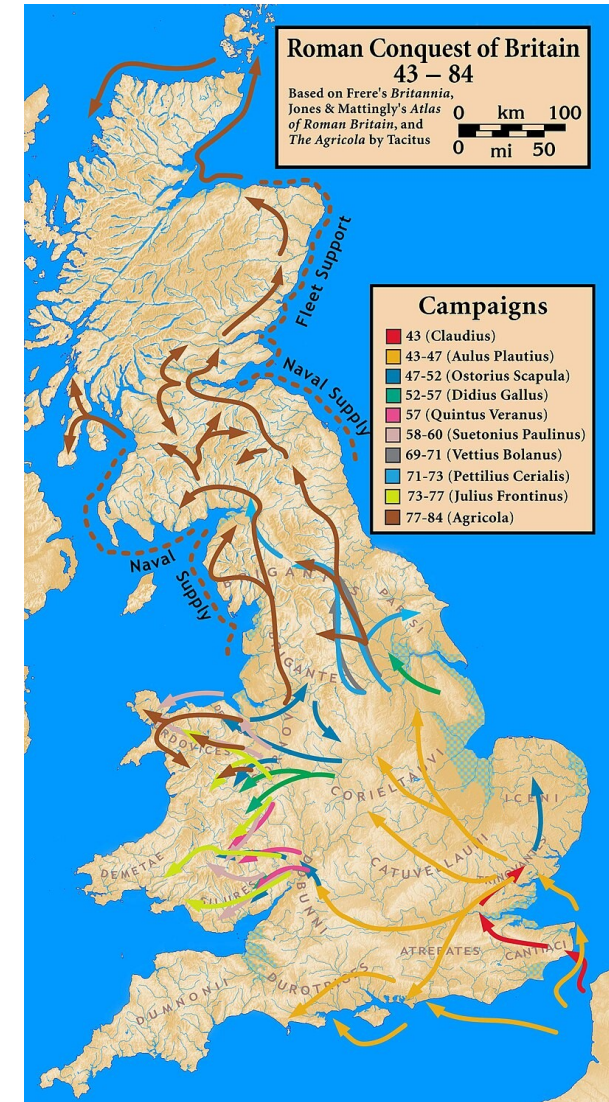 Roman Conquest of Britain
43 – 84
Based on Frere's Britannia,
Jones & Mattingly's Atlas
of Roman Britain, and
The Agricola by Tacitus
0 km 100
0 mi 50
Fleet Support
Campaigns
43 (Claudius)
43-47 (Aulus Plautius)
47-52 (Ostorius Scapula)
52-57 (Didius Gallus)
57 (Quintus Veranus)
58-60 (Suetonius Paulinus)
69-71 (Vettius Bolanus)
71-73 (Pettilius Cerialis)
73-77 (Julius Frontinus)
77-84 (Agricola)
Naval Supply
Naval
Supply
PARISI
CORIELTAUVI
ICENI
CATUVELLAUNI
DEMETAE
SILURES
ATREBATES
CANTIACI
DUROTRIGES
DUMNONII